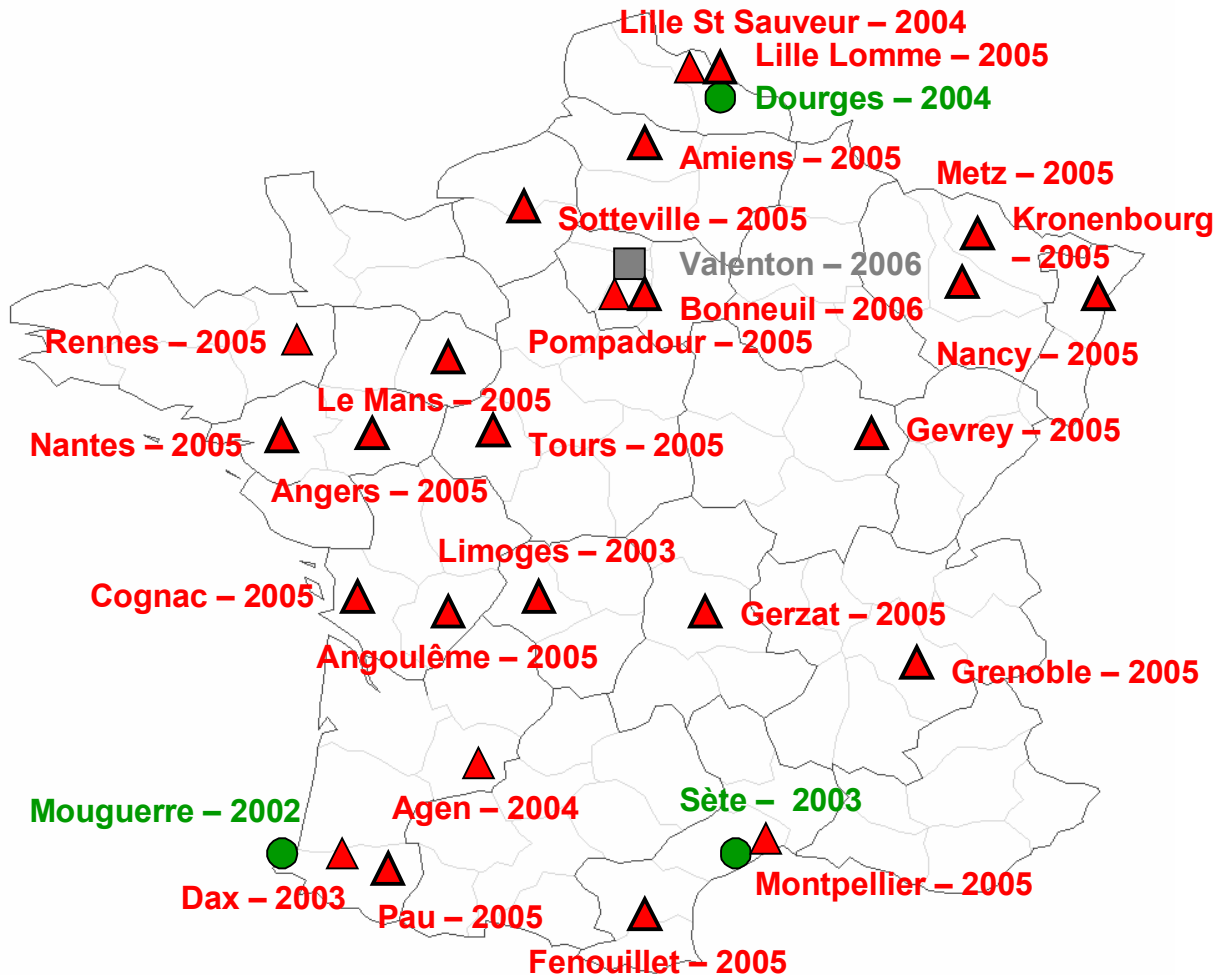 Lille St Sauveur – 2004
Lille Lomme – 2005
Dourges – 2004
Amiens – 2005
Metz – 2005
Sotteville – 2005
Kronenbourg
– 2005
Valenton – 2006
Bonneuil – 2006
Rennes – 2005
Pompadour – 2005
Nancy – 2005
Le Mans – 2005
Nantes – 2005
Tours – 2005
Gevrey – 2005
Angers – 2005
Limoges – 2003
Cognac – 2005
Gerzat – 2005
Angoulême – 2005
Grenoble – 2005
Mouguerre – 2002
Agen – 2004
Sète – 2003
Dax – 2003
Pau – 2005
Montpellier – 2005
Fenouillet – 2005